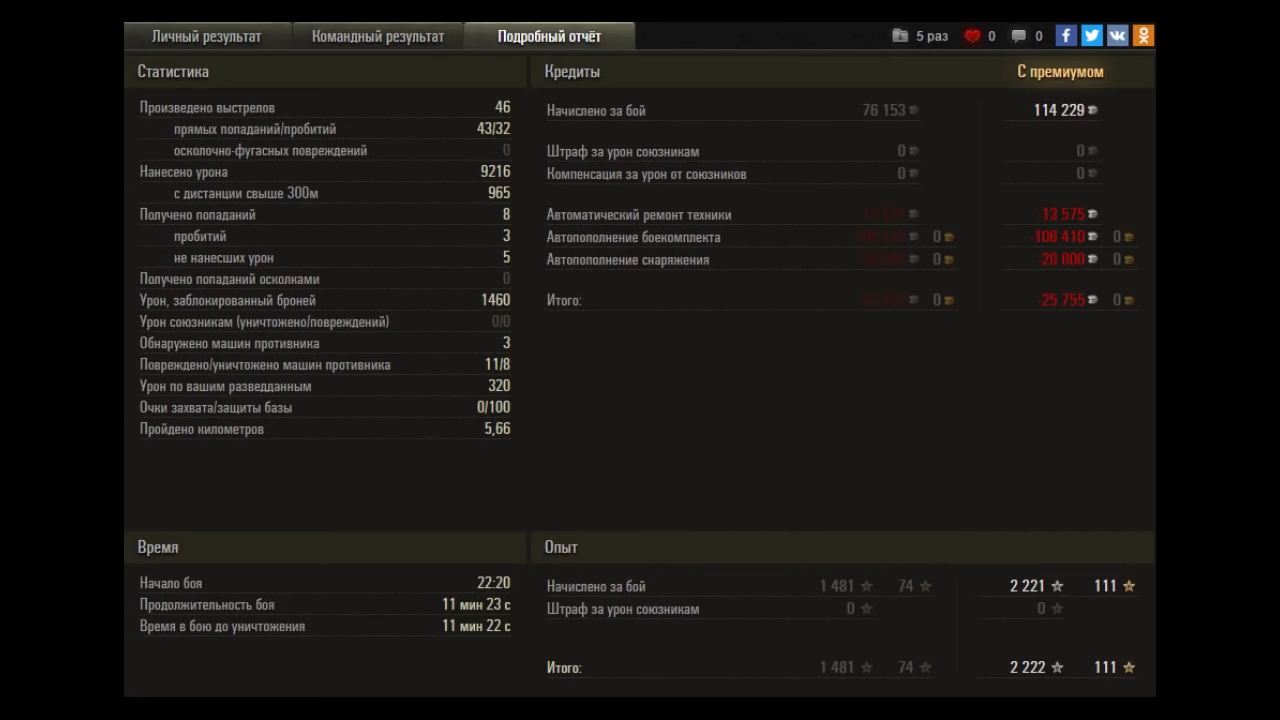 Личный результат Командный результат Подробный отчёт 5 раз 0 0
Статистика
Произведено выстрелов 46
прямых попаданий/пробитий 43/32
осколочно-фугасных повреждений 0
Нанесено урона 9216
с дистанции свыше 300м 965
Получено попаданий 8
пробитий 3
не нанесших урон 5
Получено попаданий осколками 0
Урон, заблокированный броней 1460
Урон союзникам (уничтожено/повреждений) 0/0
Обнаружено машин противника 3
Повреждено/уничтожено машин противника 11/8
Урон по вашим разведданным 320
Очки захвата/защиты базы 0/100
Пройдено километров 5,66
Кредиты С премиумом
Начислено за бой 76 153 114 229
Штраф за урон союзникам 0 0
Компенсация за урон от союзников 0 0
Автоматический ремонт техники -13 575
Автопополнение боекомплекта 0 -106 410 0
Автопополнение снаряжения 0 20 000 0
Итого: 0 -25 755 0
Время
Начало боя 22:20
Продолжительность боя 11 мин 23 с
Время в бою до уничтожения 11 мин 22 с
Опыт
Начислено за бой 1 481 74 2 221 111
Штраф за урон союзникам 0 0
Итого: 1 481 74 2 222 111